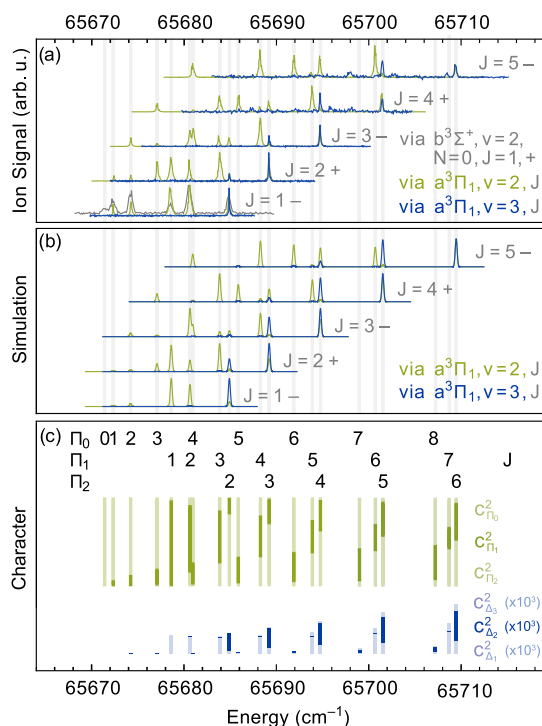 65670 65680 65690 65700 65710
(a)
J = 5 −
J = 4 +
J = 3 −
J = 2 +
J = 1 −
via b³Σ⁺, v = 2,
N = 0, J = 1, +
via a³Π₁, v = 2, J
via a³Π₁, v = 3, J
Ion Signal (arb. u.)
(b)
J = 5 −
J = 4 +
J = 3 −
J = 2 +
J = 1 −
via a³Π₁, v = 2, J
via a³Π₁, v = 3, J
Simulation
(c) Π₀ 0 1 2 3 4 5 6 7 8
Π₁ 1 2 3 4 5 6 7 J
Π₂ 2 3 4 5 6
C²Π₀
C²Π₁
C²Π₂
C²Δ₃ (x10³)
C²Δ₂ (x10³)
C²Δ₁ (x10³)
Character
65670 65680 65690 65700 65710
Energy (cm⁻¹)